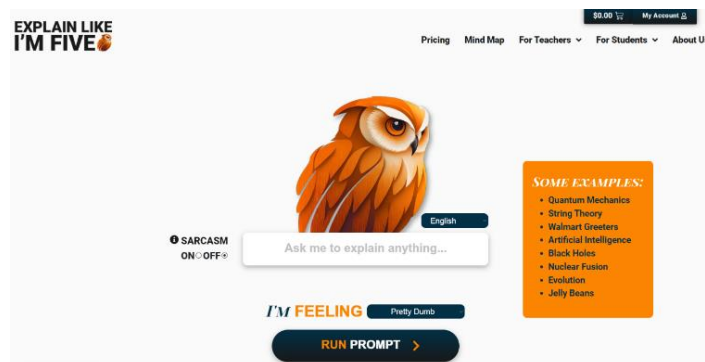 $0.00 My Account
EXPLAIN LIKE
I'M FIVE
Pricing Mind Map For Teachers For Students About U
SOME EXAMPLES:
• Quantum Mechanics
• String Theory
• Walmart Greeters
• Artificial Intelligence
• Black Holes
• Nuclear Fusion
• Evolution
• Jelly Beans
English
SARCASM
ON OFF
Ask me to explain anything...
I'M FEELING Pretty Dumb
RUN PROMPT